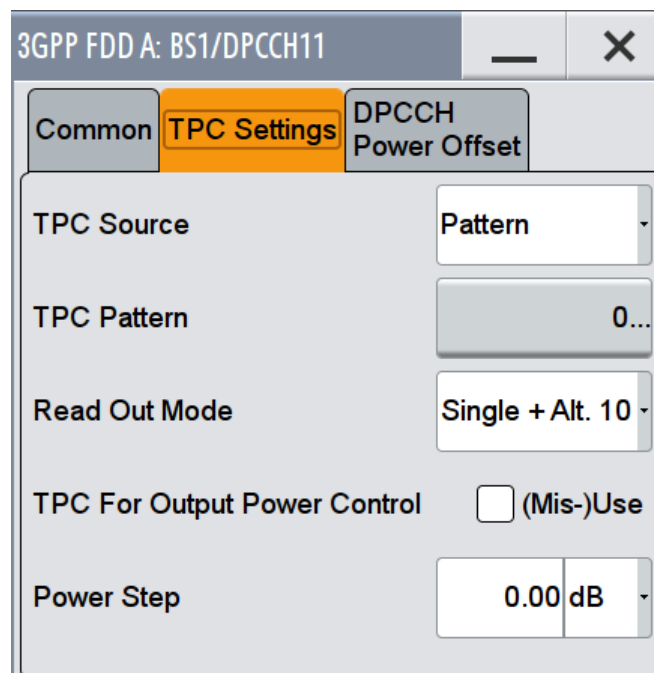 3GPP FDD A: BS1/DPCCH11
Common TPC Settings DPCCH
Power Offset
TPC Source Pattern
TPC Pattern 0...
Read Out Mode Single + Alt. 10
TPC For Output Power Control (Mis-)Use
Power Step 0.00 dB